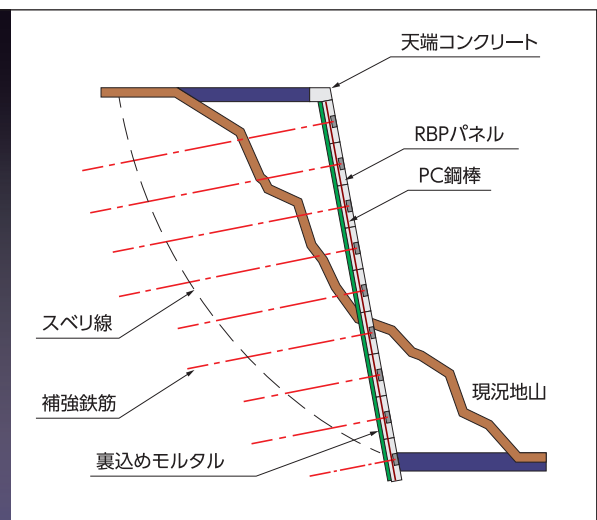 天端コンクリート
RBPパネル
PC鋼棒
スベリ線
現況地山
補強鉄筋
裏込めモルタル